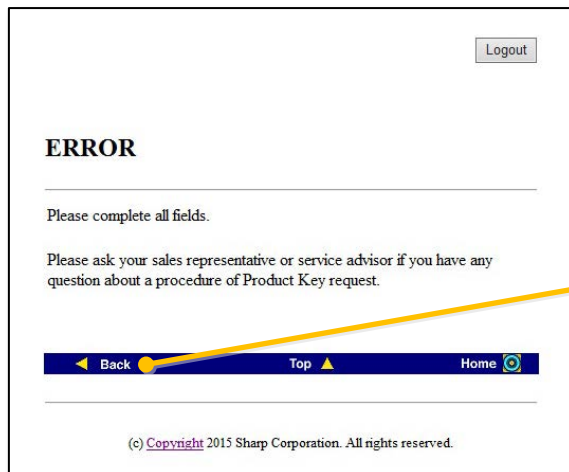 Logout
ERROR
Please complete all fields.
Please ask your sales representative or service advisor if you have any
question about a procedure of Product Key request.
Back Top Home
(c) Copyright 2015 Sharp Corporation. All rights reserved.